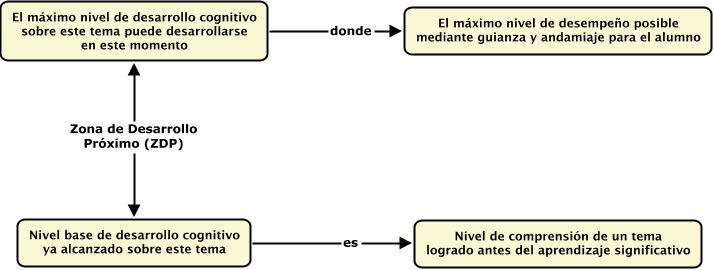 El máximo nivel de desarrollo cognitivo
sobre este tema puede desarrollarse
en este momento
donde
El máximo nivel de desempeño posible
mediante guianza y andamiaje para el alumno
Zona de Desarrollo
Próximo (ZDP)
Nivel base de desarrollo cognitivo
ya alcanzado sobre este tema
es
Nivel de comprensión de un tema
logrado antes del aprendizaje significativo